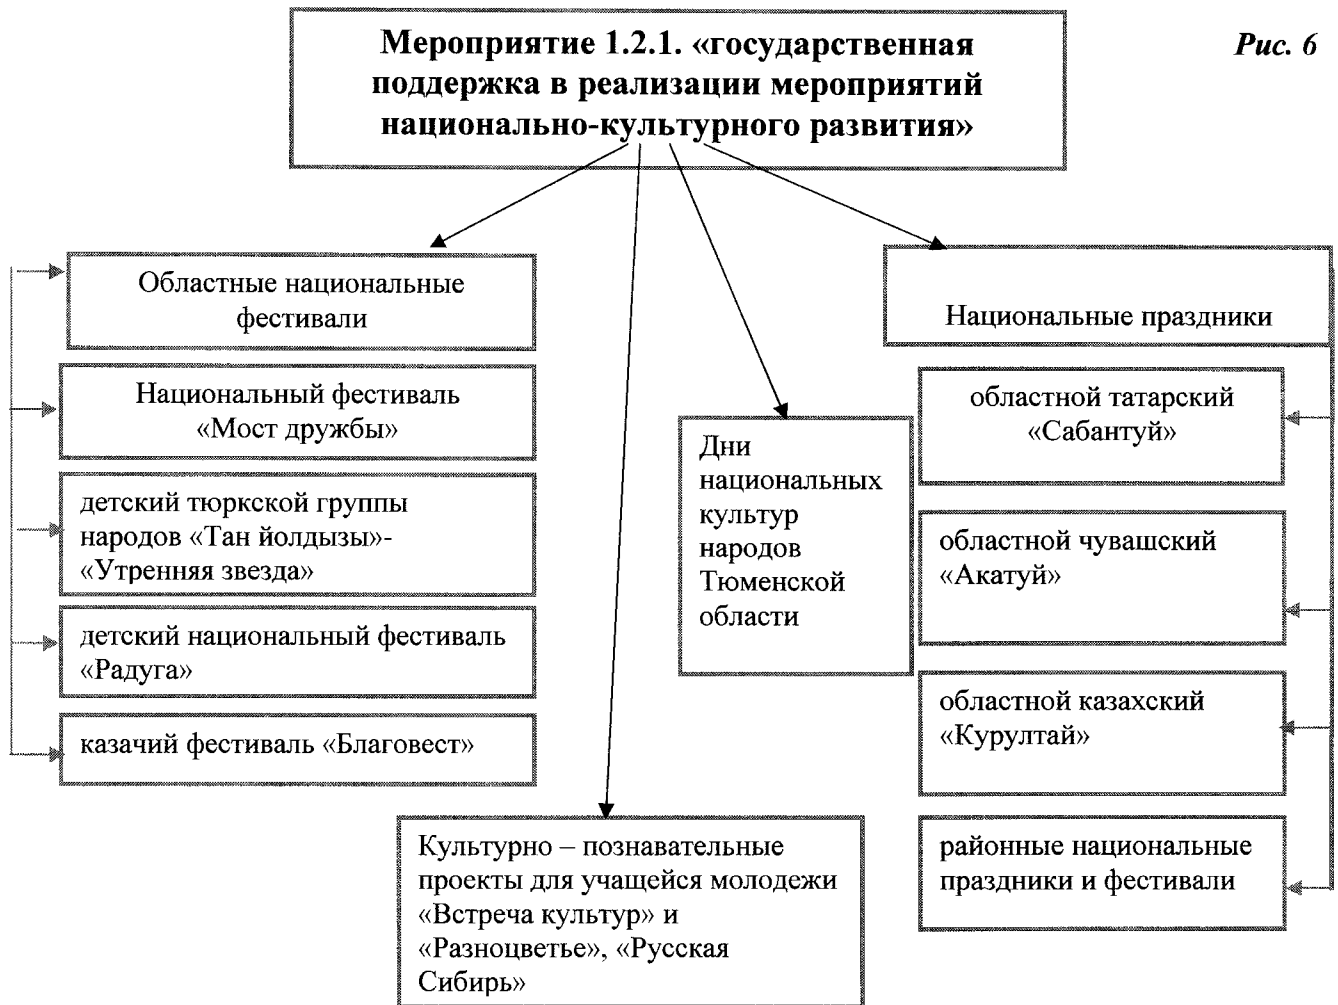 Мероприятие 1.2.1. «государственная
поддержка в реализации мероприятий
национально-культурного развития»
Рис. 6
Областные национальные
фестивали
Национальный фестиваль
«Мост дружбы»
детский тюркской группы
народов «Тан йолдызы»-
«Утренняя звезда»
детский национальный фестиваль
«Радуга»
казачий фестиваль «Благовест»
Культурно – познавательные
проекты для учащейся молодежи
«Встреча культур» и
«Разноцветье», «Русская
Сибирь»
Дни
национальных
культур
народов
Тюменской
области
Национальные праздники
областной татарский
«Сабантуй»
областной чувашский
«Акатуй»
областной казахский
«Курултай»
районные национальные
праздники и фестивали